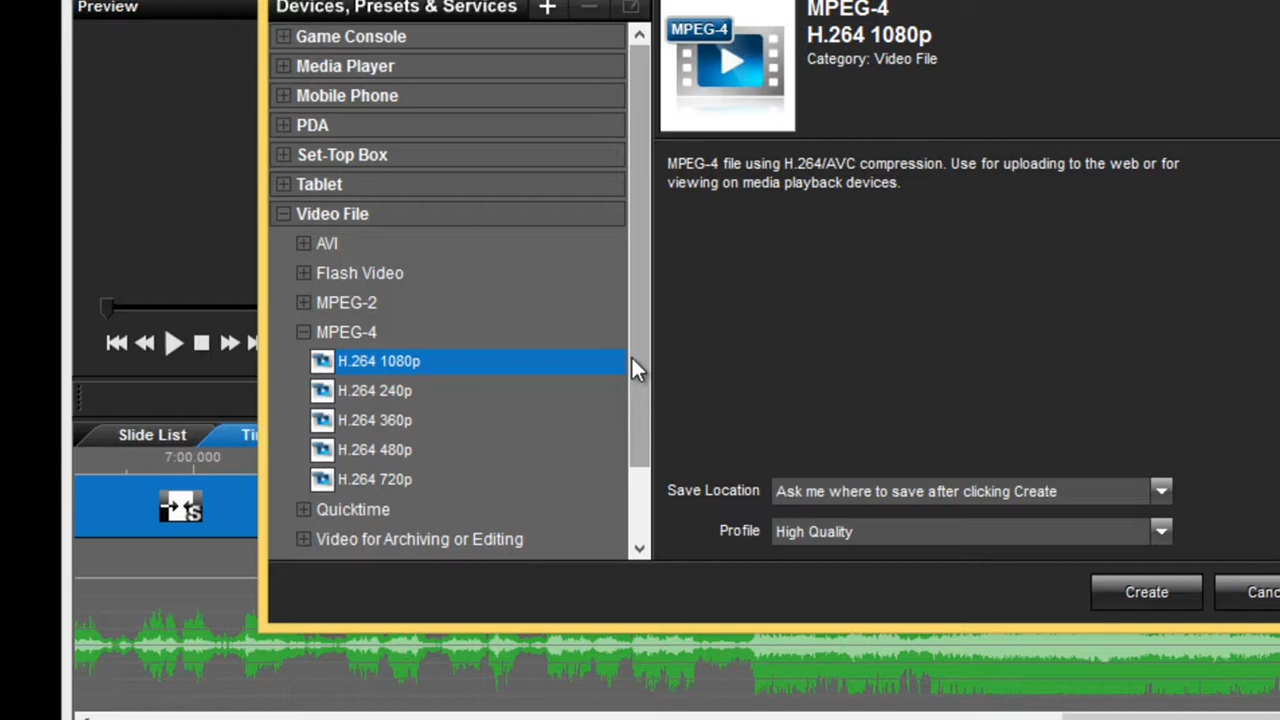 Preview
Devices, Presets & Services
Game Console
Media Player
Mobile Phone
PDA
Set-Top Box
Tablet
Video File
AVI
Flash Video
MPEG-2
MPEG-4
H.264 1080p
H.264 240p
H.264 360p
H.264 480p
H.264 720p
Quicktime
Video for Archiving or Editing
MPEG-4
MPEG-4
H.264 1080p
Category: Video File
MPEG-4 file using H.264/AVC compression. Use for uploading to the web or for
viewing on media playback devices.
Save Location Ask me where to save after clicking Create
Profile High Quality
Create Canc
Slide List Tin
7:00.000
S